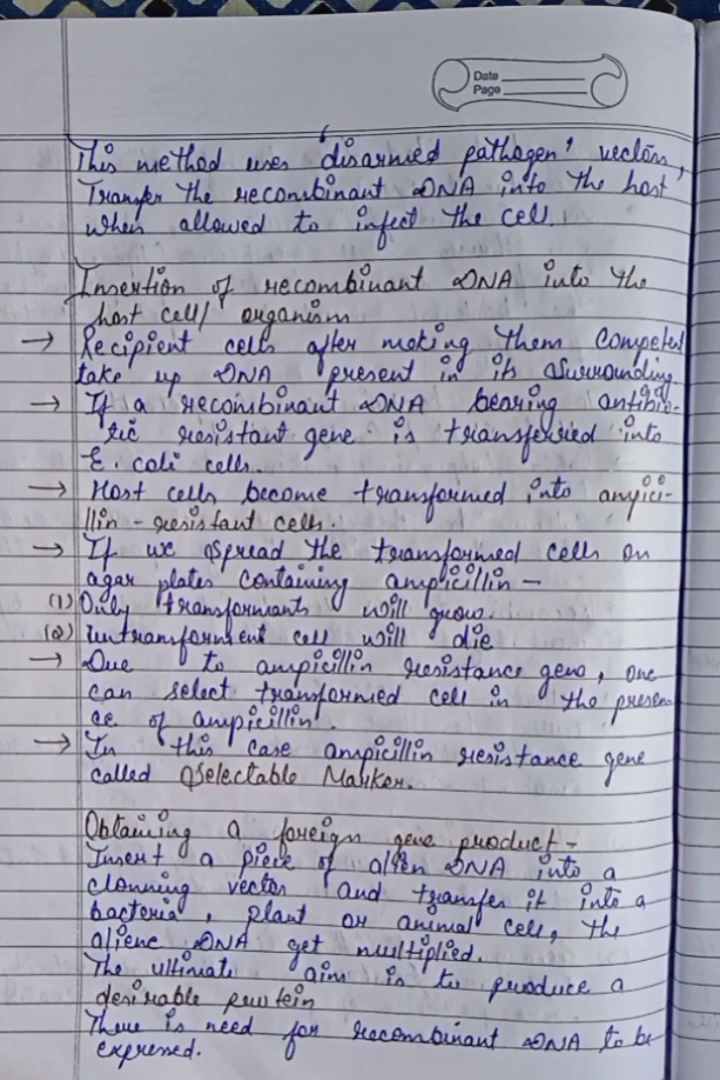 Date
Page
This method uses 'disarmed pathogen' vectors,
Transfer the recombinant DNA into the host
when allowed to infect the cell.
Insertion of recombinant DNA into the
host cell/ organism
→ Recipient cells after making them Competent
take up DNA present in its surrounding.
→ If a recombinant DNA bearing antibio-
tic resistant gene is transferred into
E. coli cells.
→ Host cells become transformed into ampici-
llin - resistant cells.
→ If we spread the transformed cells on
agar plates containing ampicillin -
(1) Only transformants will grow.
(2) untransforment cell will die
→ Due to ampicillin resistance gene, one
can select transformed cell in the presen
ce of ampicillin.
→ In this case ampicillin resistance gene
called Selectable Marker.
Obtaining a foreign gene product -
Insert a piece of alien DNA into a
clonning vector and transfer it into a
bacteria, plant or animal cell, the
aliene DNA get multiplied.
The ultimate aim is to produce a
desirable protein
There is need for recombinant DNA to be
expressed.